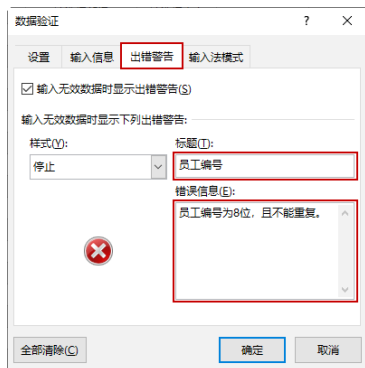 数据验证 ? ×
设置 输入信息 出错警告 输入法模式
输入无效数据时显示出错警告(S)
输入无效数据时显示下列出错警告:
样式(Y): 标题(T):
停止 员工编号
错误信息(E):
员工编号为8位，且不能重复。
全部清除(C) 确定 取消